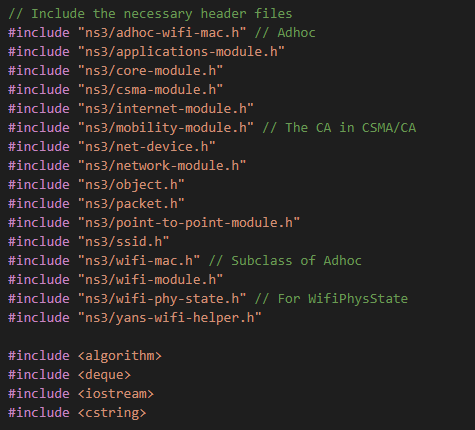 // Include the necessary header files
#include "ns3/adhoc-wifi-mac.h" // Adhoc
#include "ns3/applications-module.h"
#include "ns3/core-module.h"
#include "ns3/csma-module.h"
#include "ns3/internet-module.h"
#include "ns3/mobility-module.h" // The CA in CSMA/CA
#include "ns3/net-device.h"
#include "ns3/network-module.h"
#include "ns3/object.h"
#include "ns3/packet.h"
#include "ns3/point-to-point-module.h"
#include "ns3/ssid.h"
#include "ns3/wifi-mac.h" // Subclass of Adhoc
#include "ns3/wifi-module.h"
#include "ns3/wifi-phy-state.h" // For WifiPhysState
#include "ns3/yans-wifi-helper.h"
#include <algorithm>
#include <deque>
#include <iostream>
#include <cstring>